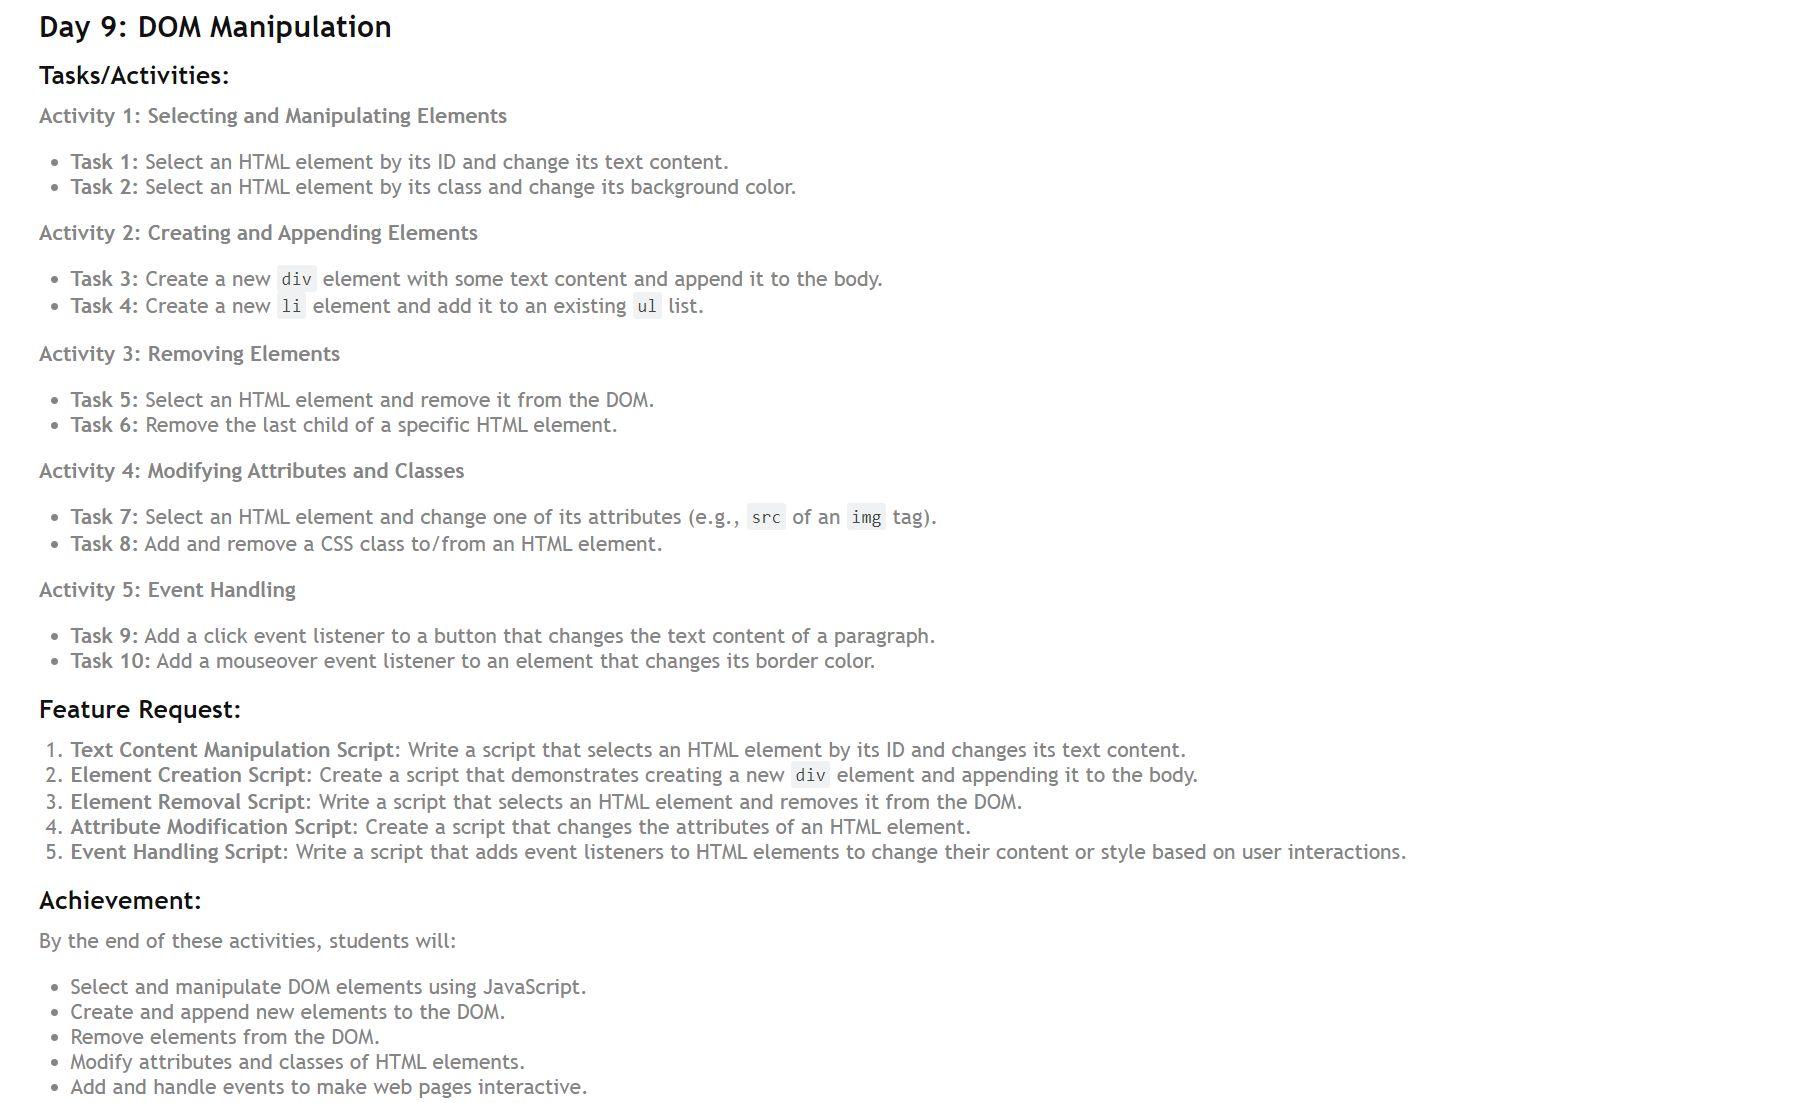 Day 9: DOM Manipulation
Tasks/Activities:
Activity 1: Selecting and Manipulating Elements
• Task 1: Select an HTML element by its ID and change its text content.
• Task 2: Select an HTML element by its class and change its background color.
Activity 2: Creating and Appending Elements
• Task 3: Create a new div element with some text content and append it to the body.
• Task 4: Create a new li element and add it to an existing ul list.
Activity 3: Removing Elements
• Task 5: Select an HTML element and remove it from the DOM.
• Task 6: Remove the last child of a specific HTML element.
Activity 4: Modifying Attributes and Classes
• Task 7: Select an HTML element and change one of its attributes (e.g., src of an img tag).
• Task 8: Add and remove a CSS class to/from an HTML element.
Activity 5: Event Handling
• Task 9: Add a click event listener to a button that changes the text content of a paragraph.
• Task 10: Add a mouseover event listener to an element that changes its border color.
Feature Request:
1. Text Content Manipulation Script: Write a script that selects an HTML element by its ID and changes its text content.
2. Element Creation Script: Create a script that demonstrates creating a new div element and appending it to the body.
3. Element Removal Script: Write a script that selects an HTML element and removes it from the DOM.
4. Attribute Modification Script: Create a script that changes the attributes of an HTML element.
5. Event Handling Script: Write a script that adds event listeners to HTML elements to change their content or style based on user interactions.
Achievement:
By the end of these activities, students will:
• Select and manipulate DOM elements using JavaScript.
• Create and append new elements to the DOM.
• Remove elements from the DOM.
• Modify attributes and classes of HTML elements.
• Add and handle events to make web pages interactive.